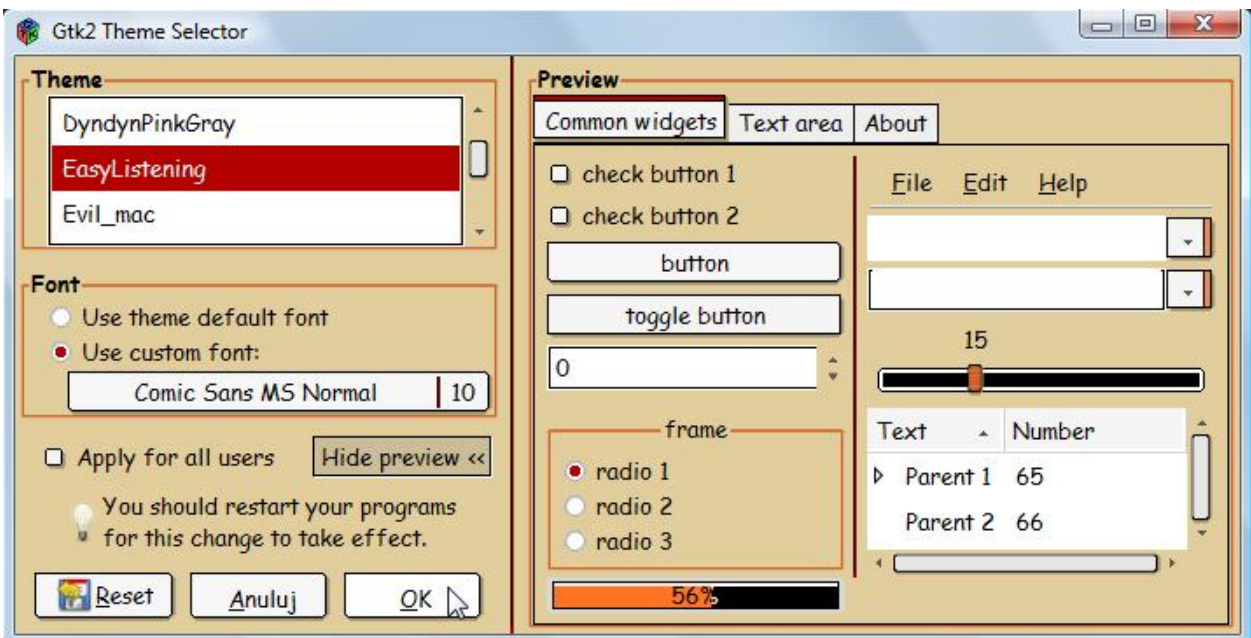 Gtk2 Theme Selector
Theme
DyndynPinkGray
EasyListening
Evil_mac
Font
Use theme default font
Use custom font:
Comic Sans MS Normal 10
Apply for all users Hide preview <<
You should restart your programs
for this change to take effect.
Reset Anuluj OK
Preview
Common widgets Text area About
check button 1
check button 2
button
toggle button
0
frame
radio 1
radio 2
radio 3
56%
File Edit Help
15
Text Number
Parent 1 65
Parent 2 66